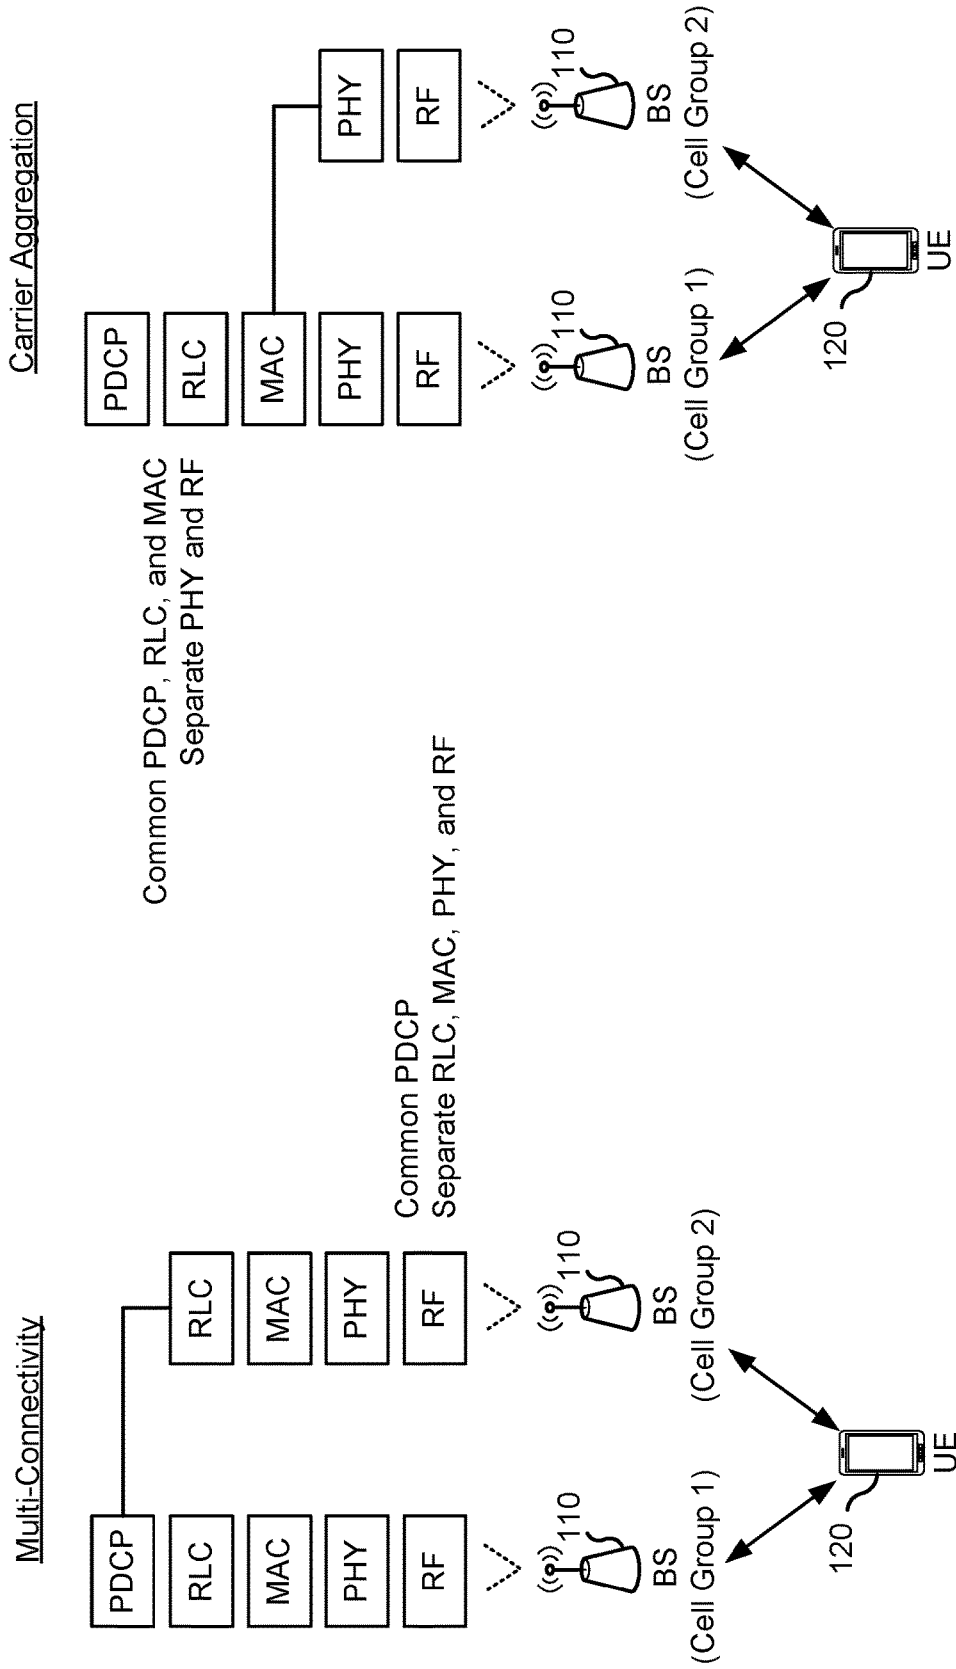 Multi-Connectivity
PDCP
RLC
MAC
PHY
RF
110
BS
(Cell Group 1)
RLC
MAC
PHY
RF
110
BS
(Cell Group 2)
120
UE
Common PDCP
Separate RLC, MAC, PHY, and RF
Carrier Aggregation
Common PDCP, RLC, and MAC
Separate PHY and RF
PDCP
RLC
MAC
PHY
RF
110
BS
(Cell Group 1)
PHY
RF
110
BS
(Cell Group 2)
120
UE